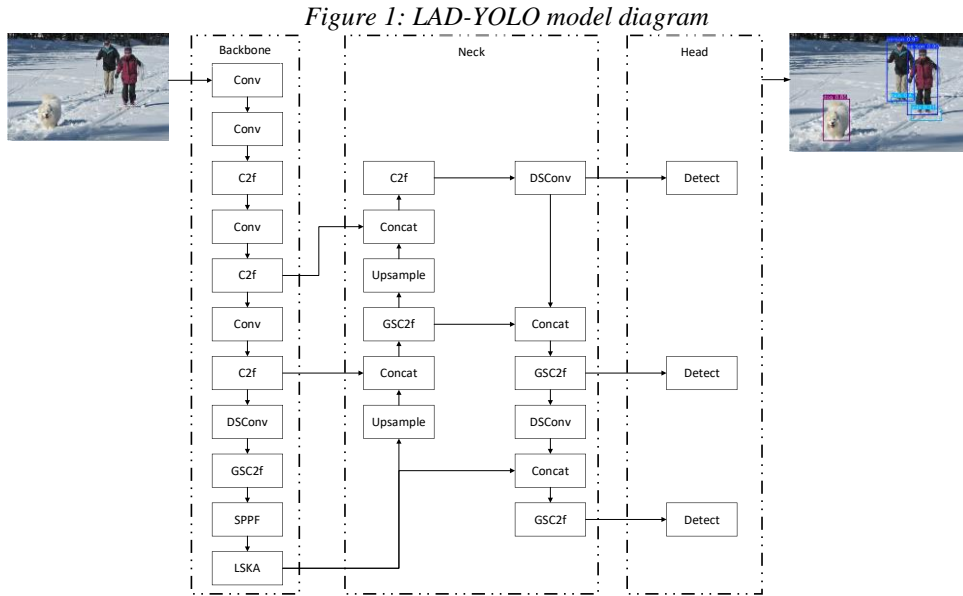 Figure 1: LAD-YOLO model diagram
Backbone
Conv
Conv
C2f
Conv
C2f
Conv
C2f
DSConv
GSC2f
SPPF
LSKA
Neck
C2f
Concat
Upsample
GSC2f
Concat
Upsample
DSConv
Concat
GSC2f
DSConv
Concat
GSC2f
Head
Detect
Detect
Detect